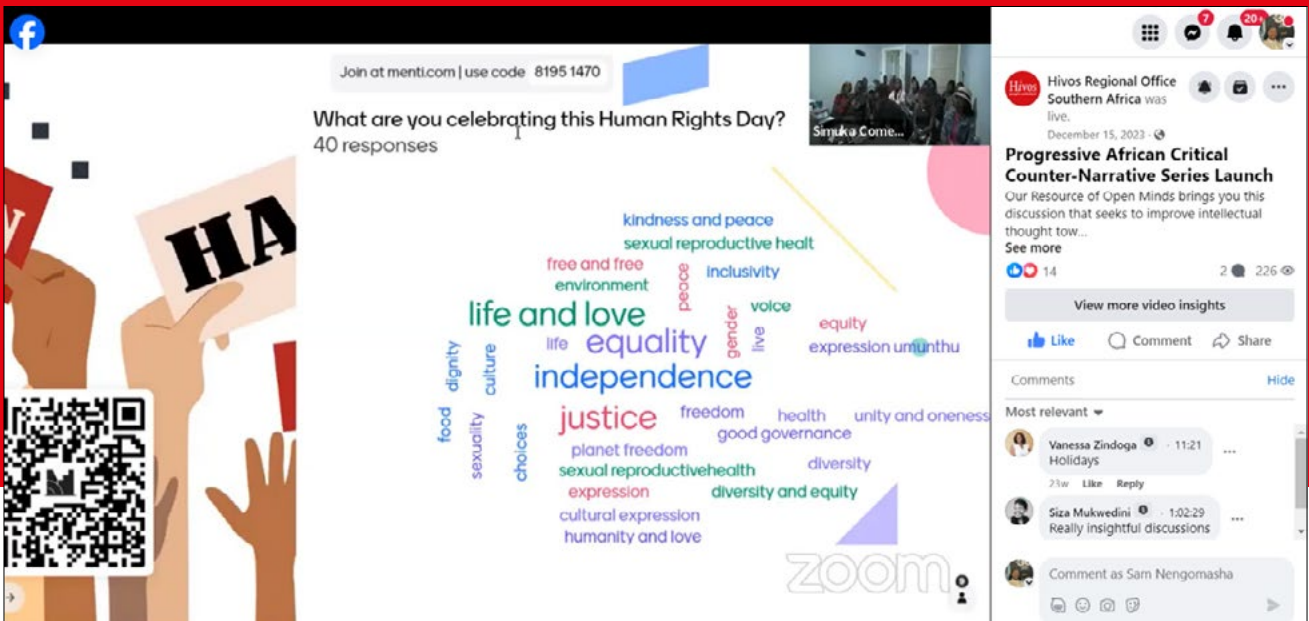 Join at menti.com | use code 8195 1470
What are you celebrating this Human Rights Day?
40 responses
Simuka Come...
HA
kindness and peace
sexual reproductive healt
free and free
peace
inclusivity
environment
life and love
gender
voice
live
equity
life
equality
expression umunthu
dignity
culture
independence
food
sexuality
choices
justice
freedom
health
unity and oneness
good governance
planet freedom
diversity
sexual reproductivehealth
expression
diversity and equity
cultural expression
humanity and love
zoom
7
20+
Hivos
Hivos Regional Office
Southern Africa was
live.
December 15, 2023 ·
Progressive African Critical
Counter-Narrative Series Launch
Our Resource of Open Minds brings you this
discussion that seeks to improve intellectual
thought tow...
See more
14
2 226
View more video insights
Like Comment Share
Comments Hide
Most relevant
Vanessa Zindoga · 11:21
Holidays
23w Like Reply
Siza Mukwedini · 1:02:29
Really insightful discussions
Comment as Sam Nengomasha